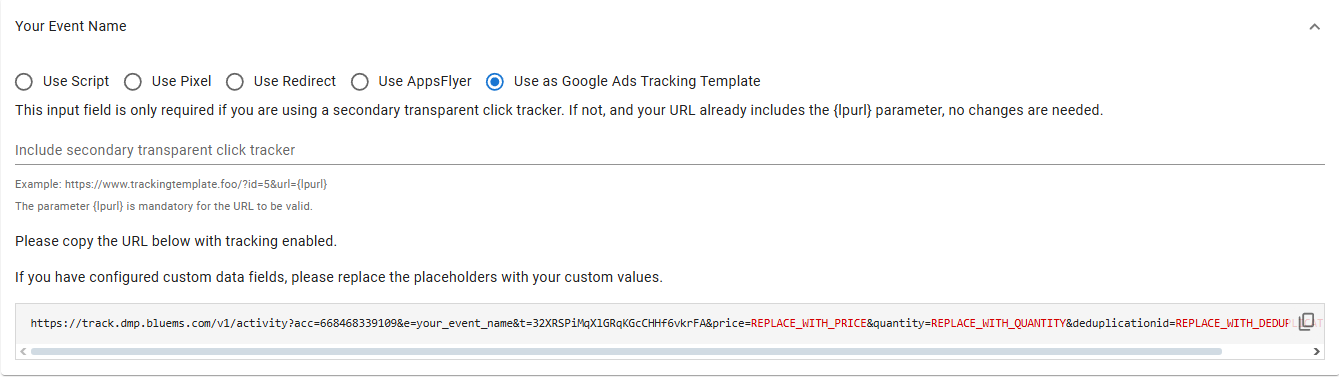 Your Event Name
Use Script Use Pixel Use Redirect Use AppsFlyer Use as Google Ads Tracking Template
This input field is only required if you are using a secondary transparent click tracker. If not, and your URL already includes the {lpurl} parameter, no changes are needed.
Include secondary transparent click tracker
Example: https://www.trackingtemplate.foo/?id=5&url={lpurl}
The parameter {lpurl} is mandatory for the URL to be valid.
Please copy the URL below with tracking enabled.
If you have configured custom data fields, please replace the placeholders with your custom values.
https://track.dmp.bluems.com/v1/activity?acc=668468339109&e=your_event_name&t=32XRSPiMqXlGRqKGcCHHf6vkrFA&price=REPLACE_WITH_PRICE&quantity=REPLACE_WITH_QUANTITY&deduplicationid=REPLACE_WITH_DEDUPLICAT